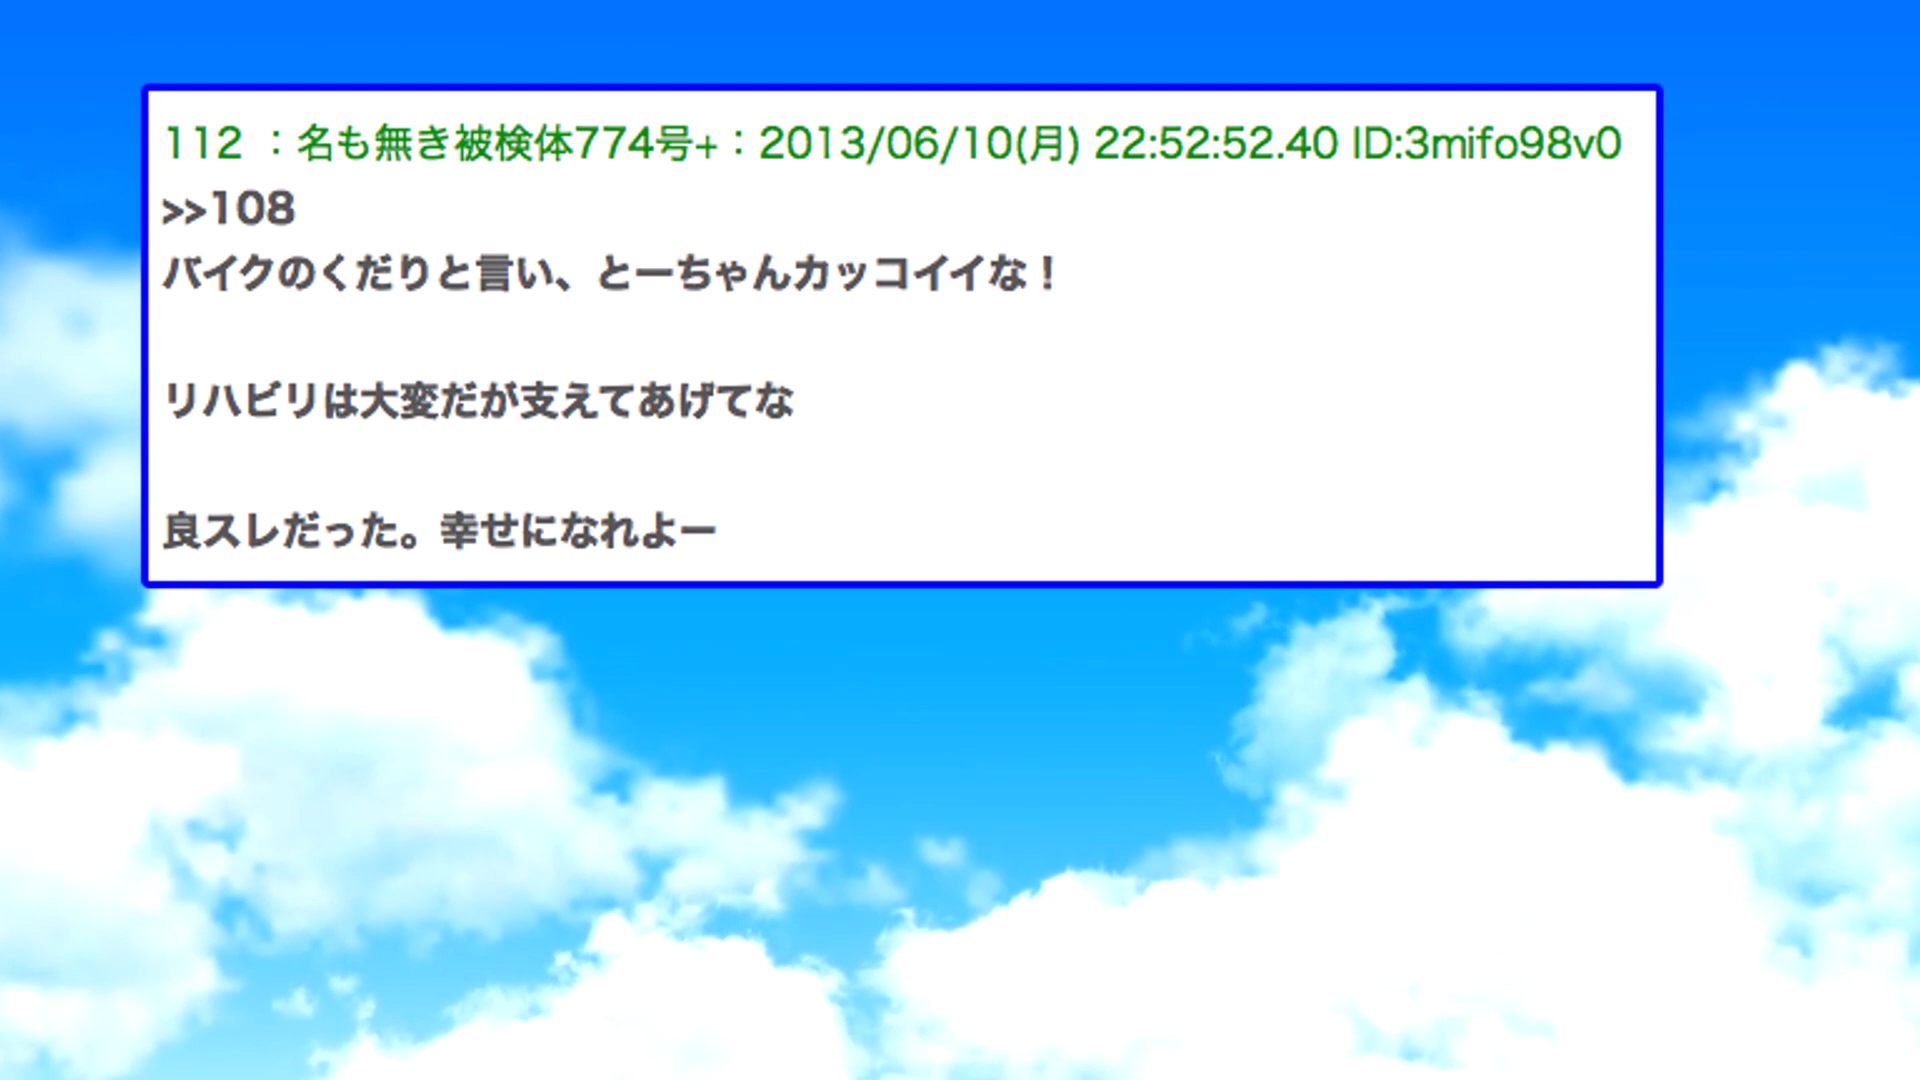 112 ：名も無き被検体774号+：2013/06/10(月) 22:52:52.40 ID:3mifo98v0
>>108
バイクのくだりと言い、とーちゃんカッコイイな！
リハビリは大変だが支えてあげてな
良スレだった。幸せになれよー